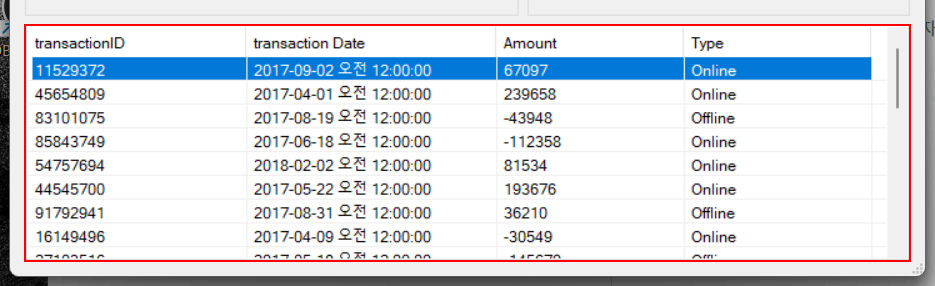 transactionID transaction Date Amount Type
11529372 2017-09-02 오전 12:00:00 67097 Online
45654809 2017-04-01 오전 12:00:00 239658 Online
83101075 2017-08-19 오전 12:00:00 -43948 Offline
85843749 2017-06-18 오전 12:00:00 -112358 Online
54757694 2018-02-02 오전 12:00:00 81534 Online
44545700 2017-05-22 오전 12:00:00 193676 Online
91792941 2017-08-31 오전 12:00:00 36210 Offline
16149496 2017-04-09 오전 12:00:00 -30549 Online